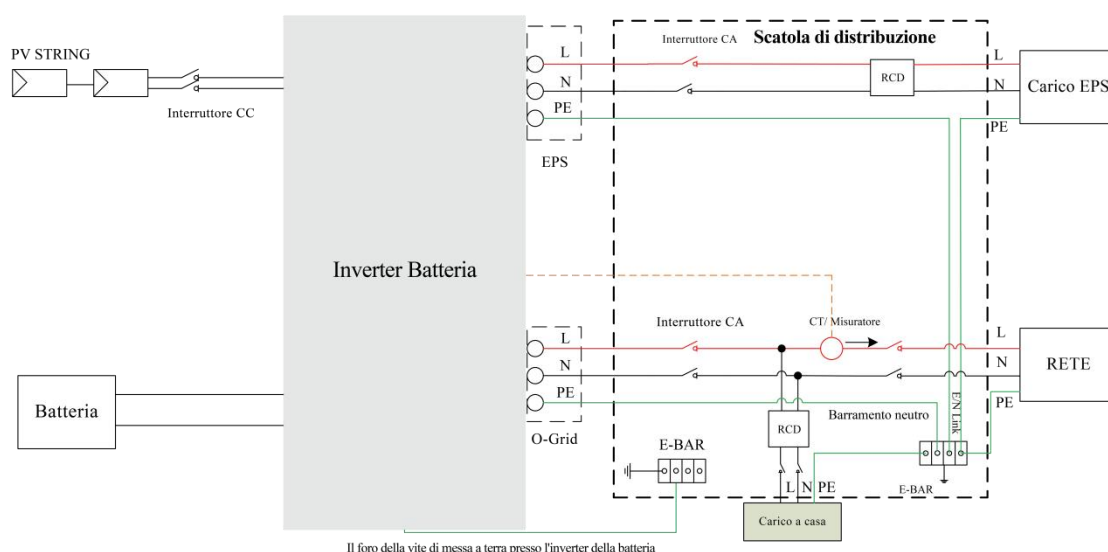 PV STRING
Interruttore CC
Inverter Batteria
Batteria
L
N
PE
EPS
Interruttore CA
Scatola di distribuzione
RCD
L
N
PE
Carico EPS
L
N
PE
O-Grid
Interruttore CA
CT/ Misuratore
L
N
PE
RETE
Barramento neutro
E/N Link
E-BAR
RCD
L N PE
E-BAR
Carico a casa
Il foro della vite di messa a terra presso l'inverter della batteria